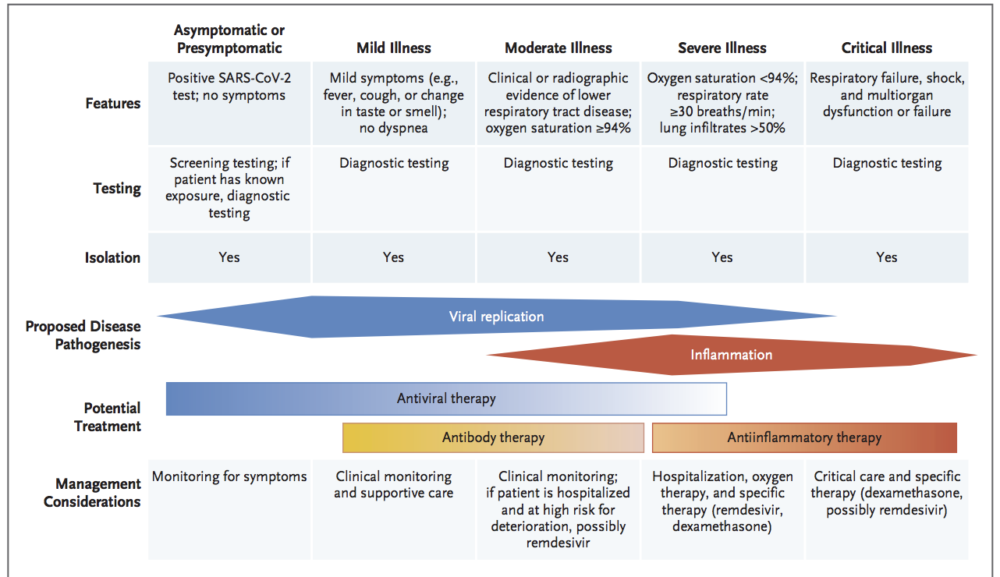 Asymptomatic or
Presymptomatic
Mild Illness
Moderate Illness
Severe Illness
Critical Illness
Features
Positive SARS-CoV-2
test; no symptoms
Mild symptoms (e.g.,
fever, cough, or change
in taste or smell);
no dyspnea
Clinical or radiographic
evidence of lower
respiratory tract disease;
oxygen saturation ≥94%
Oxygen saturation <94%;
respiratory rate
≥30 breaths/min;
lung infiltrates >50%
Respiratory failure, shock,
and multiorgan
dysfunction or failure
Testing
Screening testing; if
patient has known
exposure, diagnostic
testing
Diagnostic testing
Diagnostic testing
Diagnostic testing
Diagnostic testing
Isolation
Yes
Yes
Yes
Yes
Yes
Proposed Disease
Pathogenesis
Viral replication
Inflammation
Potential
Treatment
Antiviral therapy
Antibody therapy
Antiinflammatory therapy
Management
Considerations
Monitoring for symptoms
Clinical monitoring
and supportive care
Clinical monitoring;
if patient is hospitalized
and at high risk for
deterioration, possibly
remdesivir
Hospitalization, oxygen
therapy, and specific
therapy (remdesivir,
dexamethasone)
Critical care and specific
therapy (dexamethasone,
possibly remdesivir)